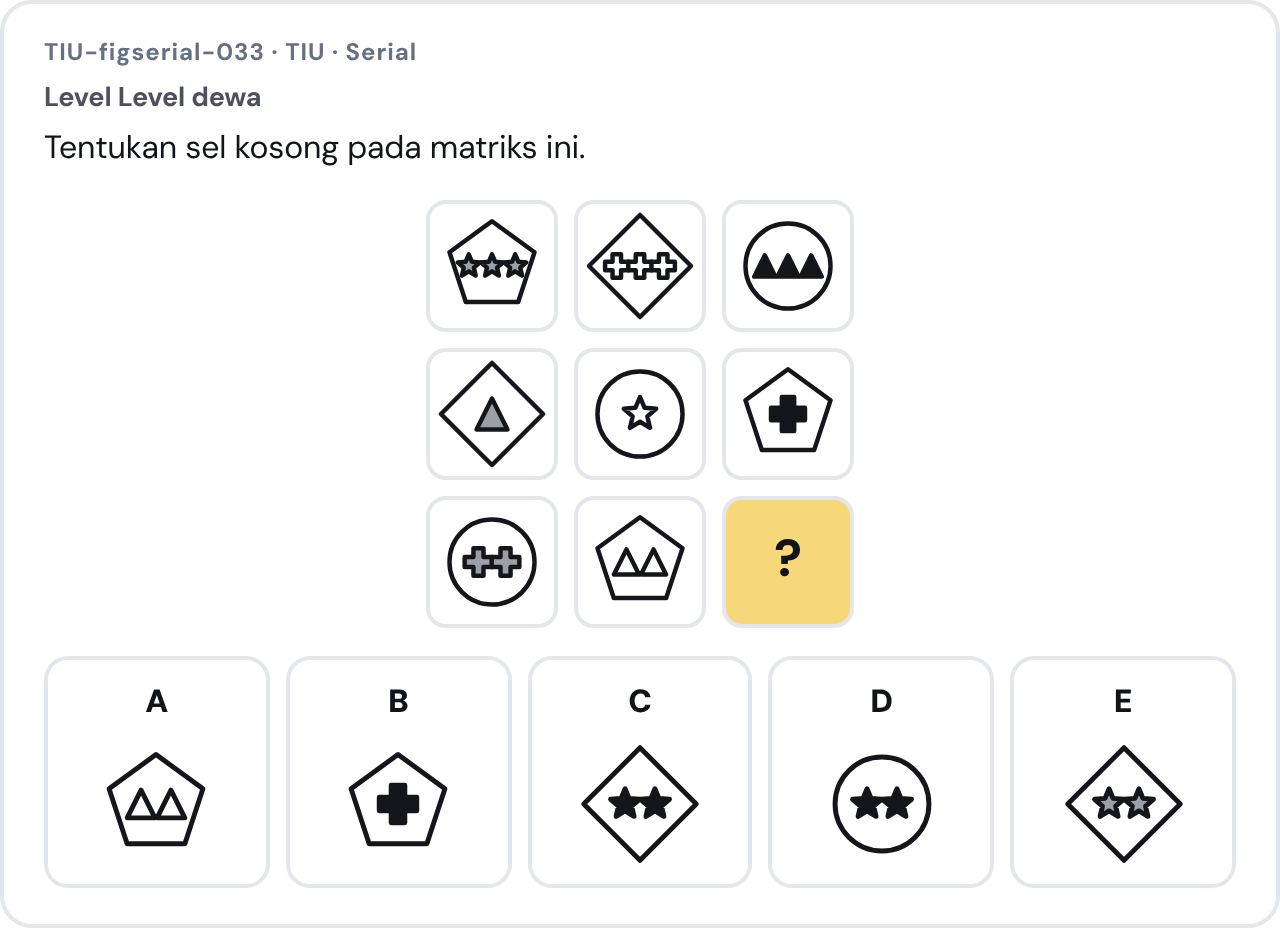 TIU-figserial-033 · TIU · Serial
Level Level dewa
Tentukan sel kosong pada matriks ini.
?
A B C D E